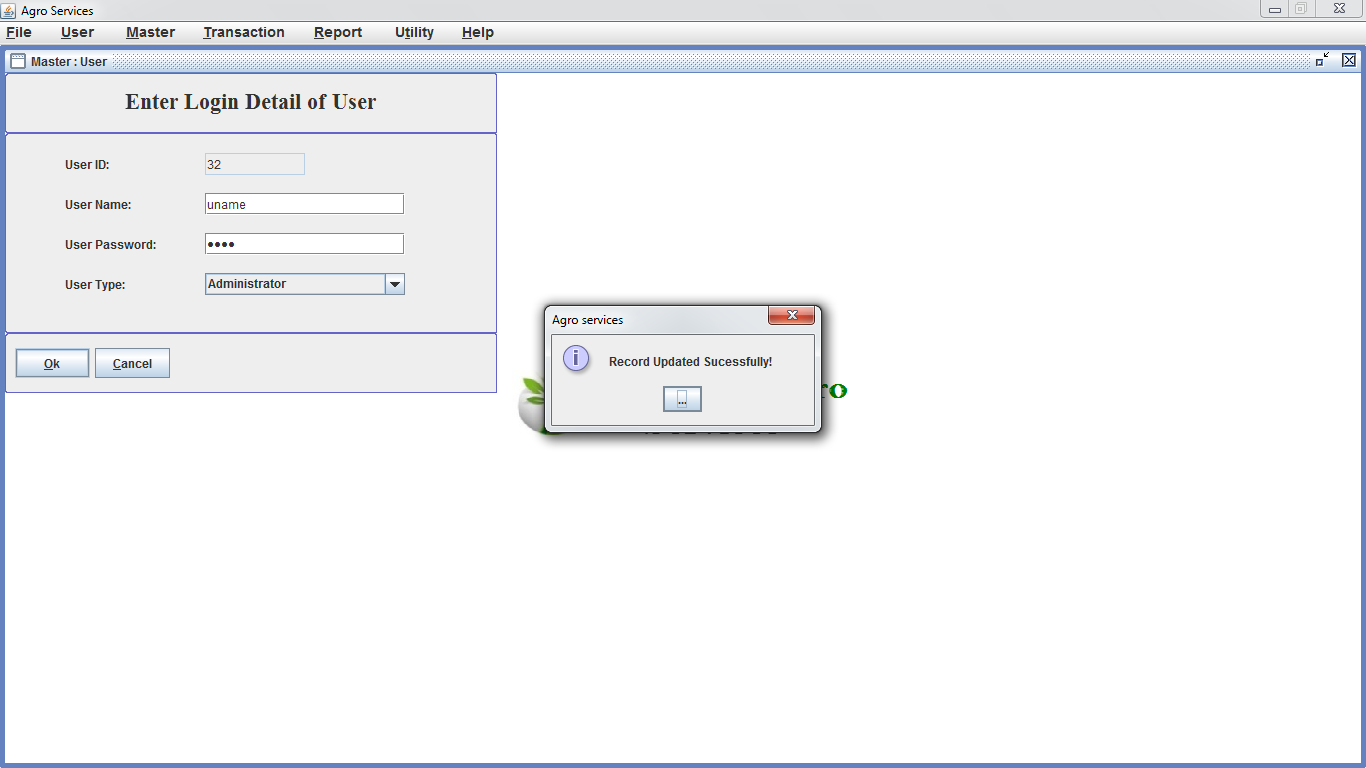 Agro Services
File User Master Transaction Report Utility Help
Master : User
Enter Login Detail of User
User ID: 32
User Name: uname
User Password: ••••
User Type: Administrator
Ok Cancel
Agro services
Record Updated Sucessfully!
...
ro